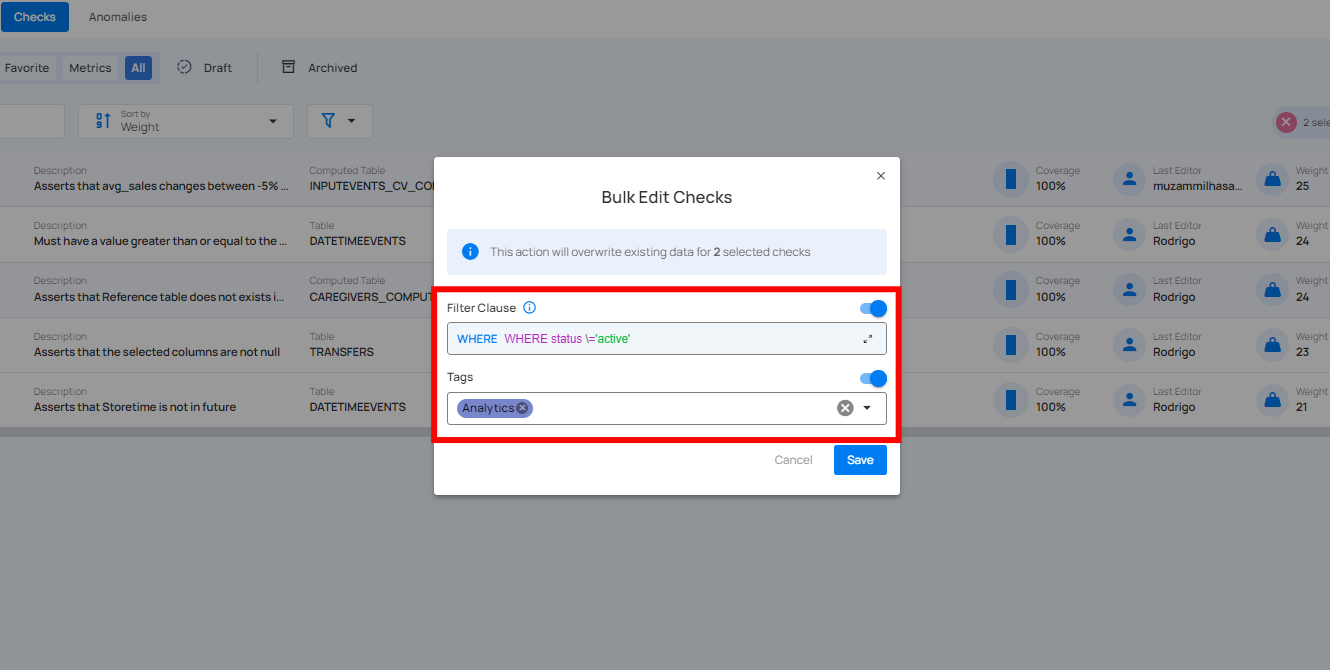 Checks Anomalies
Favorite Metrics All Draft Archived
Sort by
Weight
2 sele
Description Computed Table Coverage Last Editor Weight
Asserts that avg_sales changes between -5% ... INPUTEVENTS_CV_CO 100% muzammilhasa... 25
Description Table Coverage Last Editor Weight
Must have a value greater than or equal to the ... DATETIMEEVENTS 100% Rodrigo 24
Description Computed Table Coverage Last Editor Weight
Asserts that Reference table does not exists i... CAREGIVERS_COMPUT 100% Rodrigo 24
Description Table Coverage Last Editor Weight
Asserts that the selected columns are not null TRANSFERS 100% Rodrigo 23
Description Table Coverage Last Editor Weight
Asserts that Storetime is not in future DATETIMEEVENTS 100% Rodrigo 21
Bulk Edit Checks
This action will overwrite existing data for 2 selected checks
Filter Clause
WHERE WHERE status \='active'
Tags
Analytics
Cancel Save